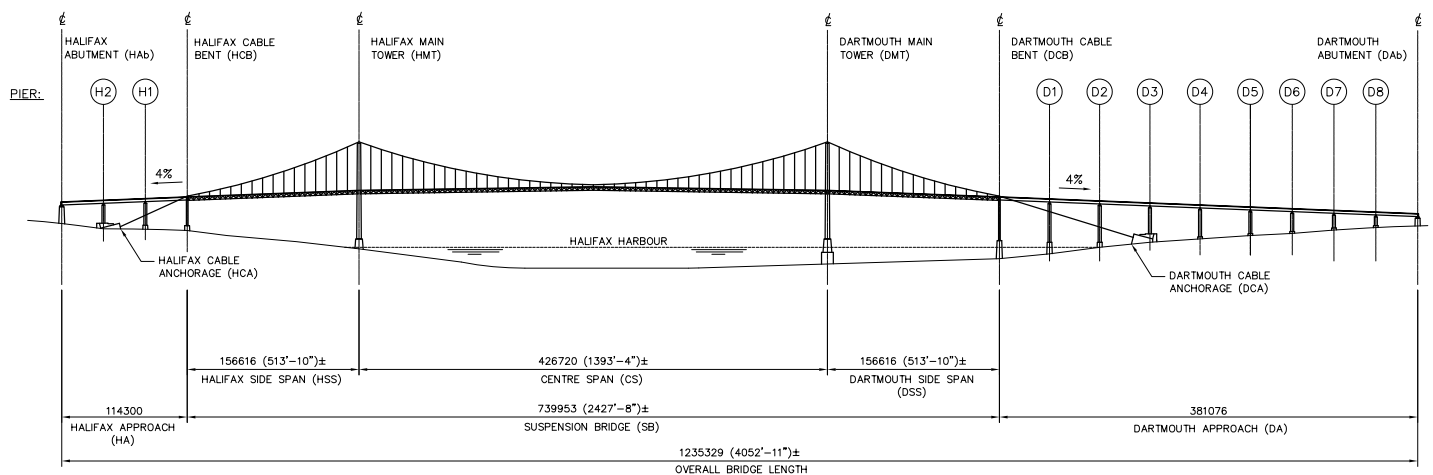 ℄
℄
℄
℄
℄
℄
HALIFAX
ABUTMENT (HAb)
HALIFAX CABLE
BENT (HCB)
HALIFAX MAIN
TOWER (HMT)
DARTMOUTH MAIN
TOWER (DMT)
DARTMOUTH CABLE
BENT (DCB)
DARTMOUTH
ABUTMENT (DAb)
PIER:
H2
H1
D1
D2
D3
D4
D5
D6
D7
D8
4%
4%
HALIFAX HARBOUR
HALIFAX CABLE
ANCHORAGE (HCA)
DARTMOUTH CABLE
ANCHORAGE (DCA)
156616 (513'-10")±
HALIFAX SIDE SPAN (HSS)
426720 (1393'-4")±
CENTRE SPAN (CS)
156616 (513'-10")±
DARTMOUTH SIDE SPAN
(DSS)
114300
HALIFAX APPROACH
(HA)
739953 (2427'-8")±
SUSPENSION BRIDGE (SB)
381076
DARTMOUTH APPROACH (DA)
1235329 (4052'-11")±
OVERALL BRIDGE LENGTH